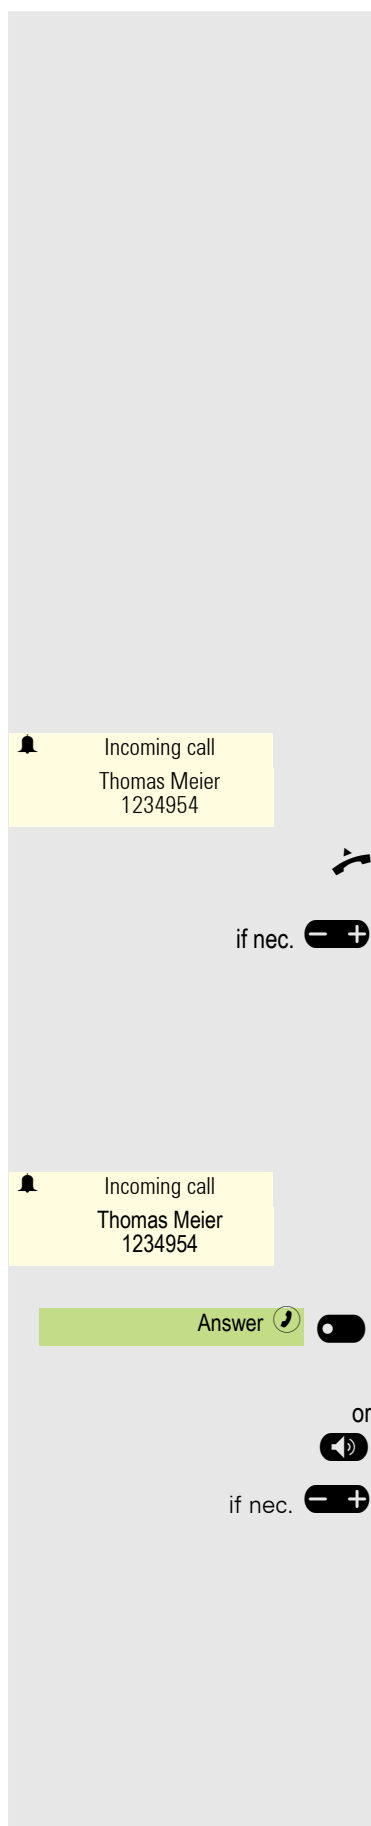 Incoming call
Thomas Meier
1234954
if nec.
Incoming call
Thomas Meier
1234954
Answer
or
if nec.